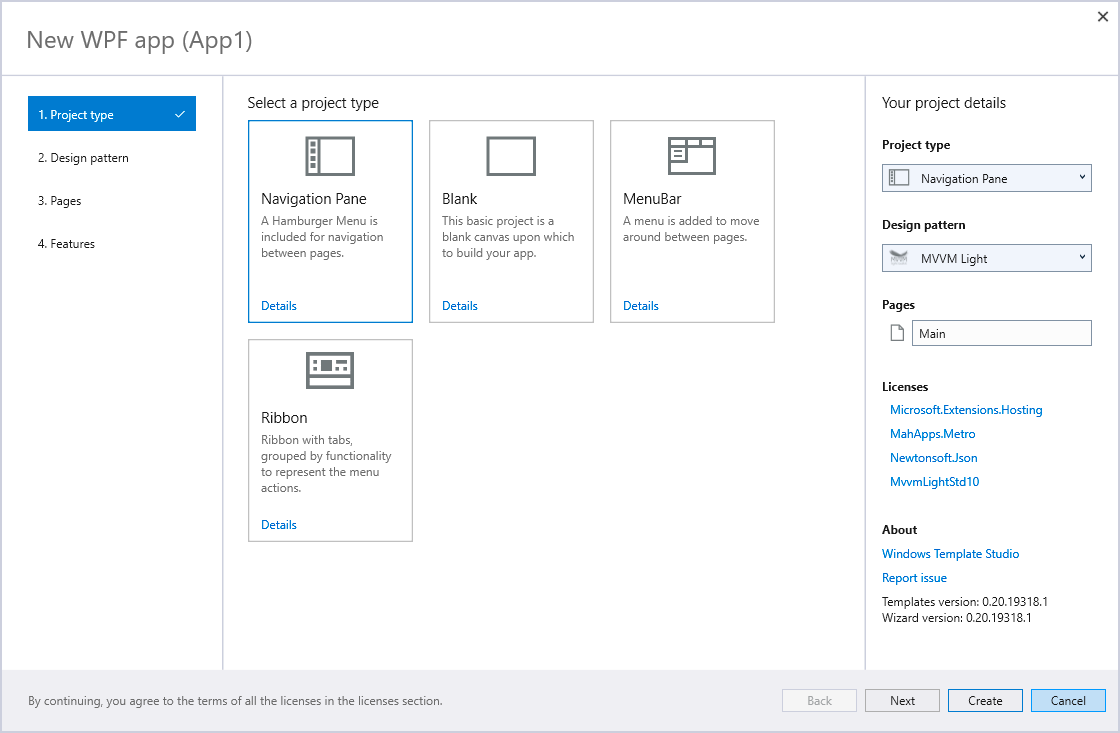 New WPF app (App1)
1. Project type
2. Design pattern
3. Pages
4. Features
Select a project type
Navigation Pane
A Hamburger Menu is
included for navigation
between pages.
Details
Blank
This basic project is a
blank canvas upon which
to build your app.
Details
MenuBar
A menu is added to move
around between pages.
Details
Ribbon
Ribbon with tabs,
grouped by functionality
to represent the menu
actions.
Details
Your project details
Project type
Navigation Pane
Design pattern
MVVM Light
Pages
Main
Licenses
Microsoft.Extensions.Hosting
MahApps.Metro
Newtonsoft.Json
MvvmLightStd10
About
Windows Template Studio
Report issue
Templates version: 0.20.19318.1
Wizard version: 0.20.19318.1
By continuing, you agree to the terms of all the licenses in the licenses section.
Back
Next
Create
Cancel